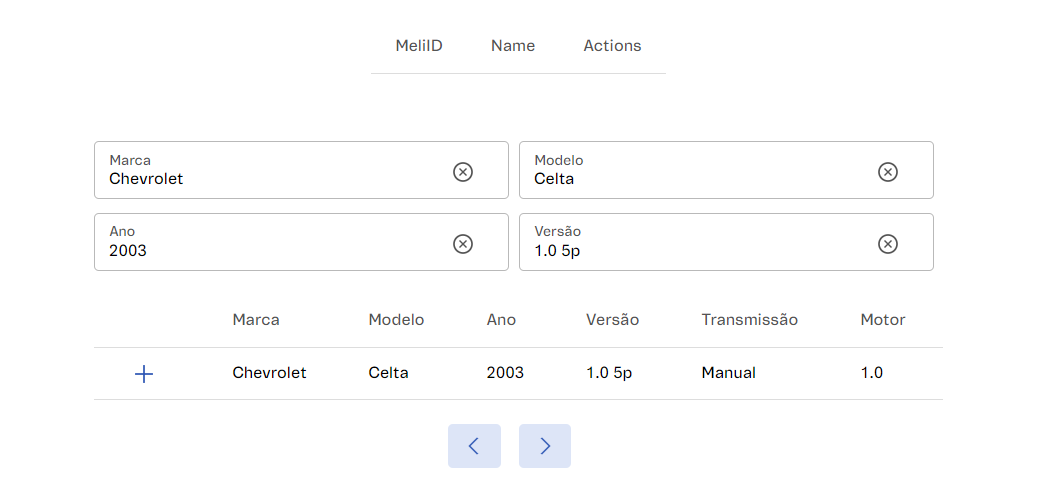 MeliID Name Actions
Marca
Chevrolet
Modelo
Celta
Ano
2003
Versão
1.0 5p
Marca Modelo Ano Versão Transmissão Motor
Chevrolet Celta 2003 1.0 5p Manual 1.0